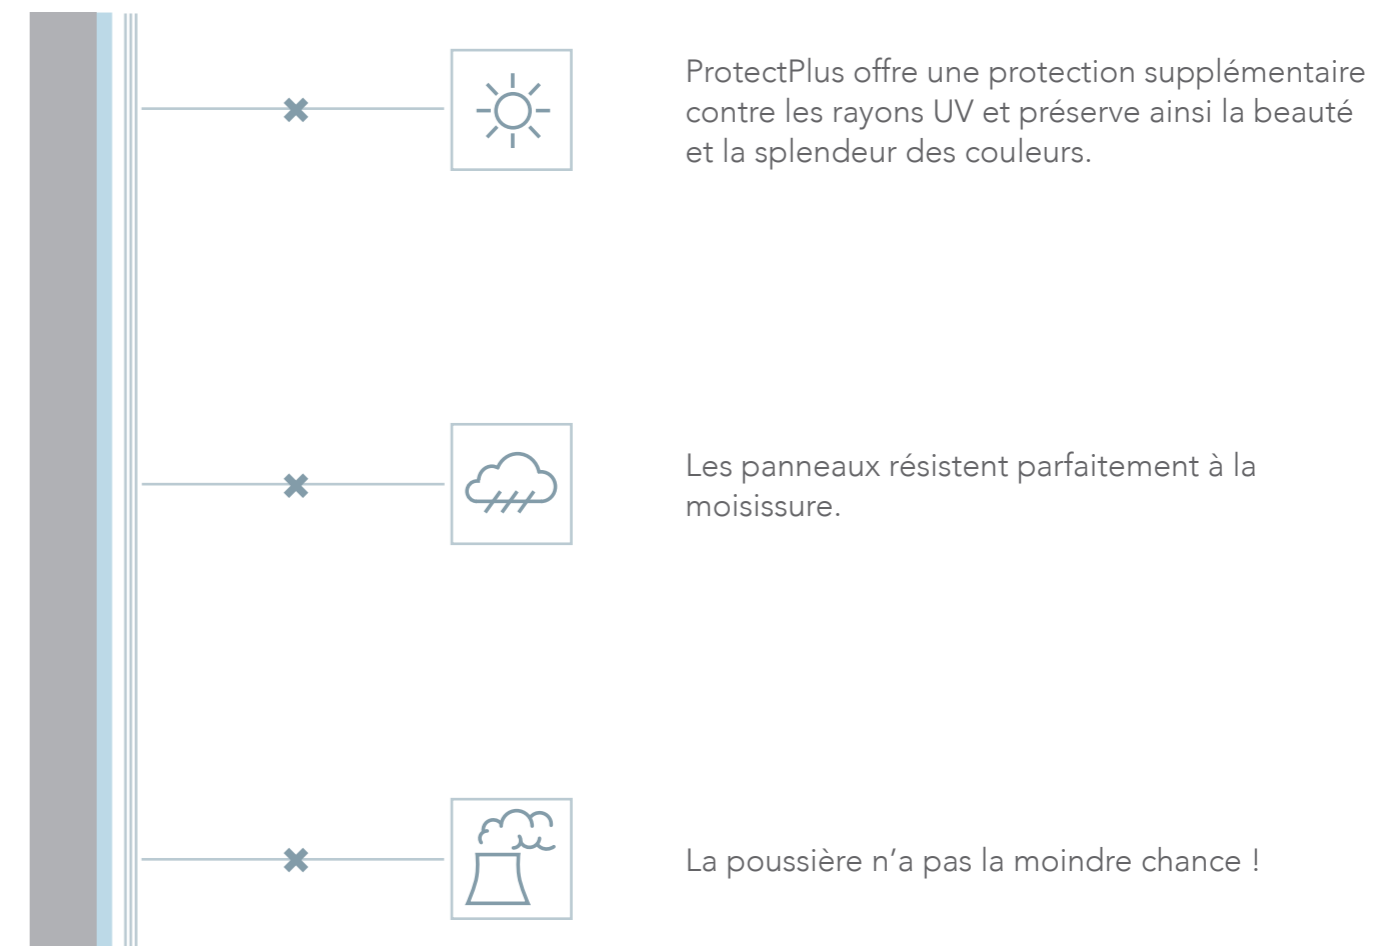 ProtectPlus offre une protection supplémentaire
contre les rayons UV et préserve ainsi la beauté
et la splendeur des couleurs.
Les panneaux résistent parfaitement à la
moisissure.
La poussière n’a pas la moindre chance !